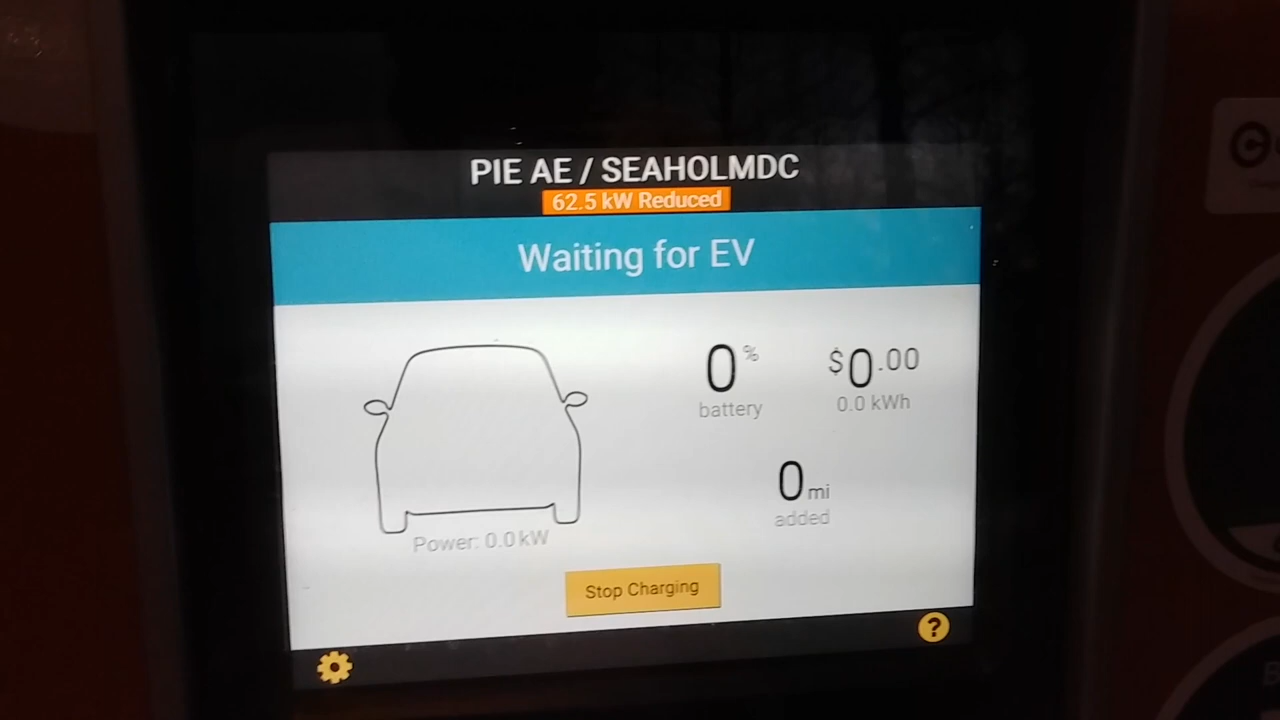 PIE AE / SEAHOLMDC
62.5 kW Reduced
Waiting for EV
0% $0.00
battery 0.0 kWh
0mi
added
Power: 0.0 kW
Stop Charging
?